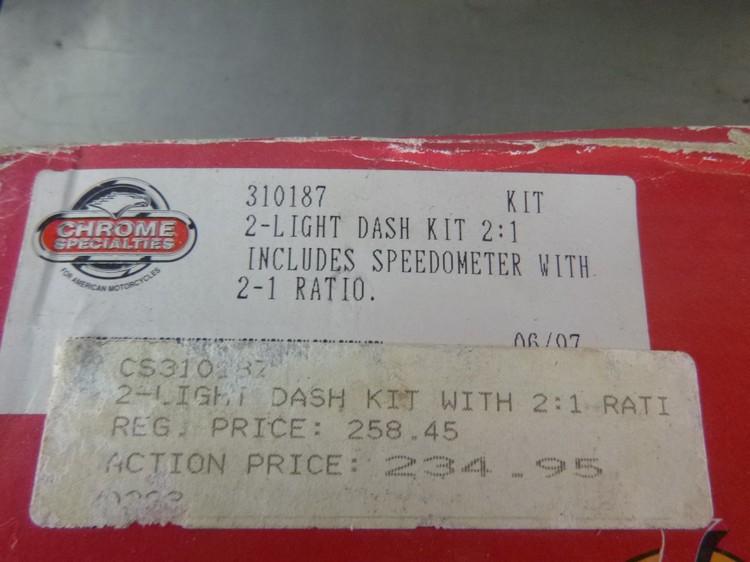 CHROME
SPECIALTIES
FOR AMERICAN MOTORCYCLES
310187 KIT
2-LIGHT DASH KIT 2:1
INCLUDES SPEEDOMETER WITH
2-1 RATIO.
06/97
2-LIGHT DASH KIT WITH 2:1 RATI
REG. PRICE: 258.45
ACTION PRICE: 234.95